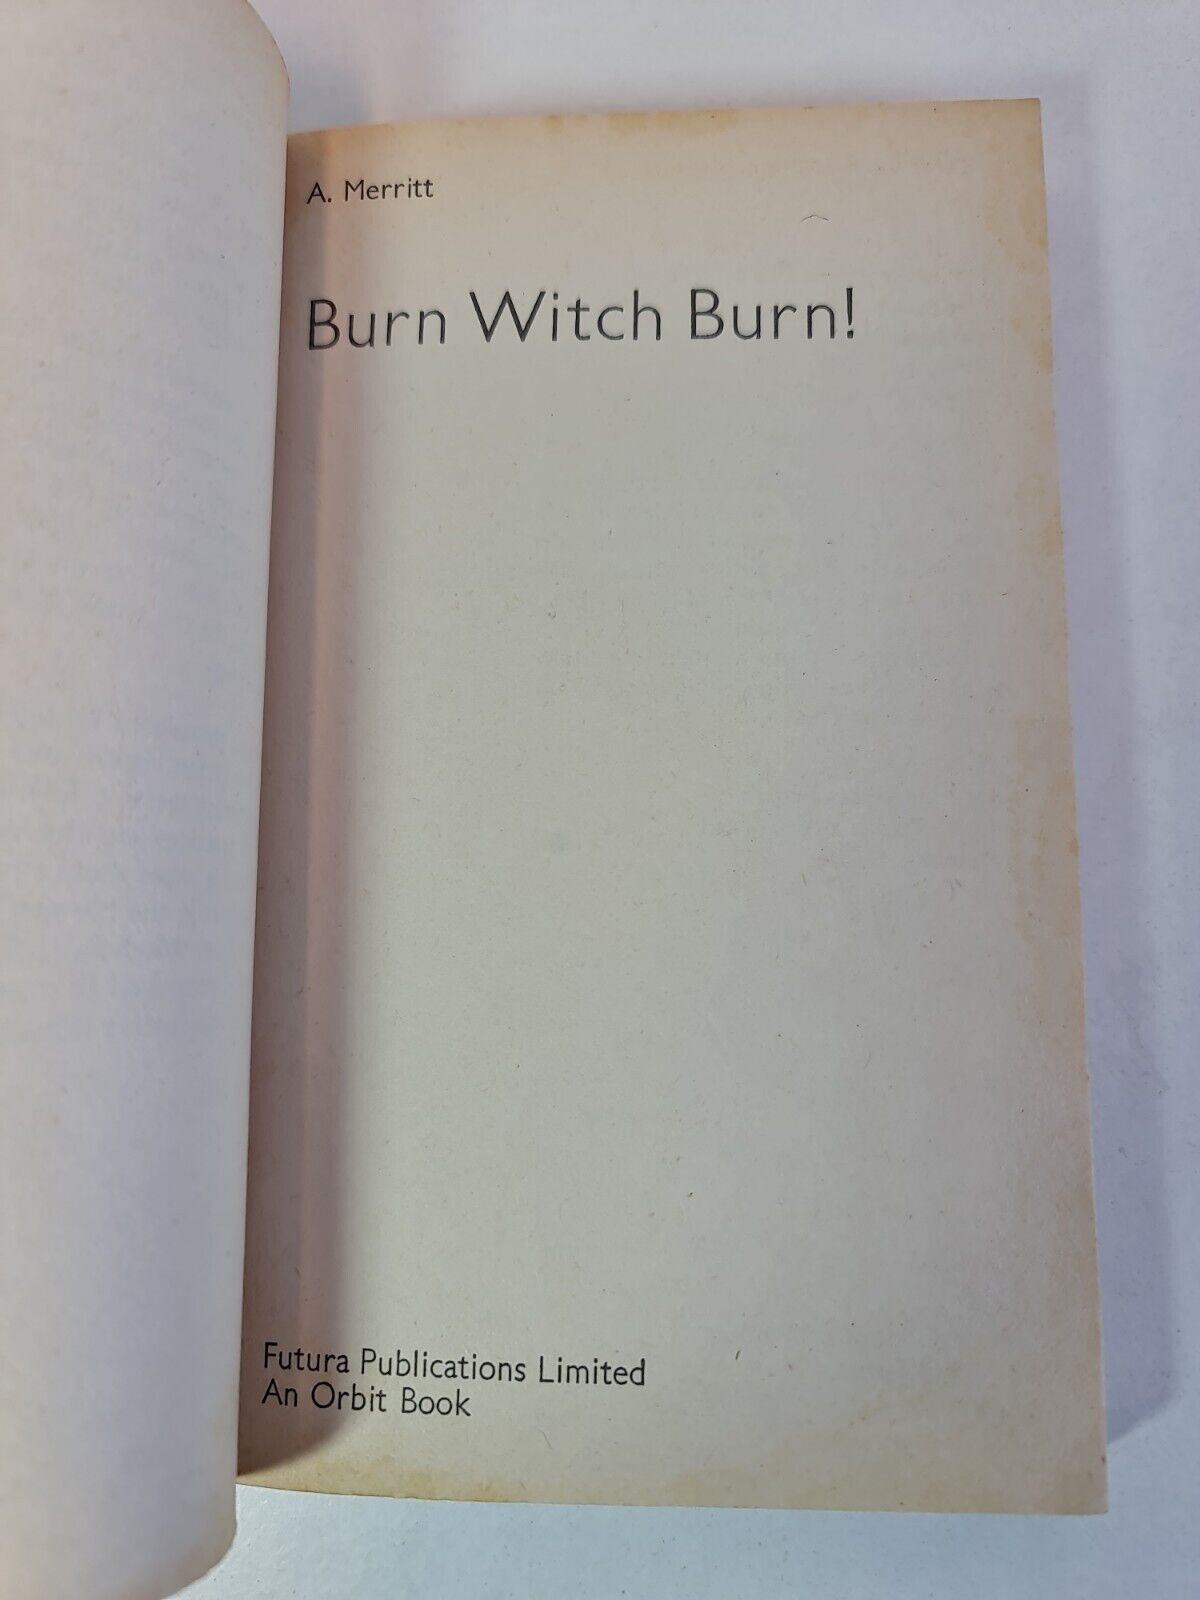 A. Merritt
Burn Witch Burn!
Futura Publications Limited
An Orbit Book